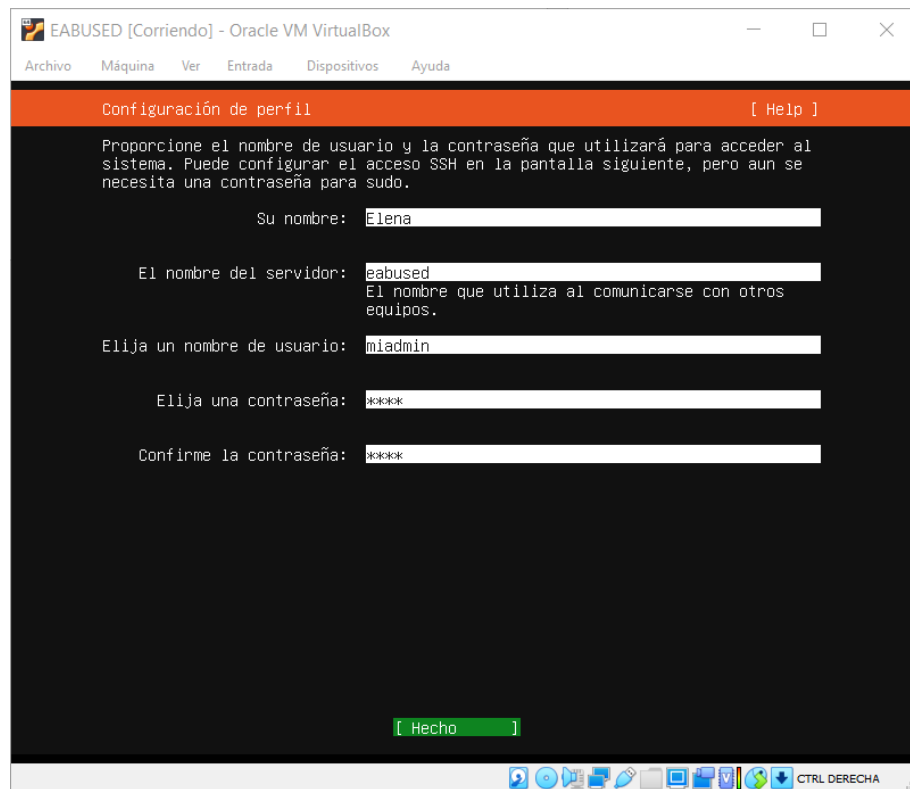 EABUSED [Corriendo] - Oracle VM VirtualBox
Archivo Máquina Ver Entrada Dispositivos Ayuda
Configuración de perfil [ Help ]
Proporcione el nombre de usuario y la contraseña que utilizará para acceder al
sistema. Puede configurar el acceso SSH en la pantalla siguiente, pero aun se
necesita una contraseña para sudo.
Su nombre: Elena
El nombre del servidor: eabused
El nombre que utiliza al comunicarse con otros
equipos.
Elija un nombre de usuario: miadmin
Elija una contraseña: ****
Confirme la contraseña: ****
[ Hecho ]
CTRL DERECHA